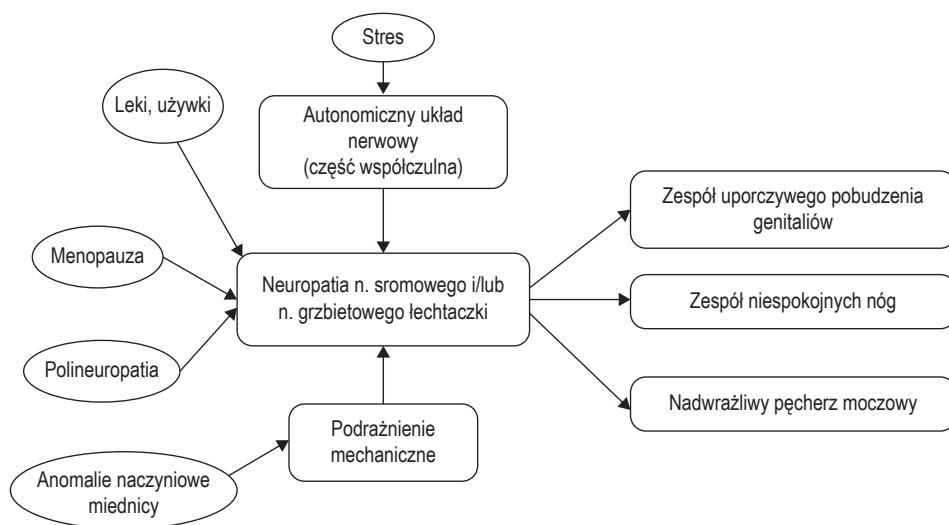 Stres
Leki, używki
Autonomiczny układ
nerwowy
(część współczulna)
Zespół uporczywego pobudzenia
genitaliów
Menopauza
Neuropatia n. sromowego i/lub
n. grzbietowego łechtaczki
Zespół niespokojnych nóg
Polineuropatia
Nadwrażliwy pęcherz moczowy
Podrażnienie
mechaniczne
Anomalie naczyniowe
miednicy